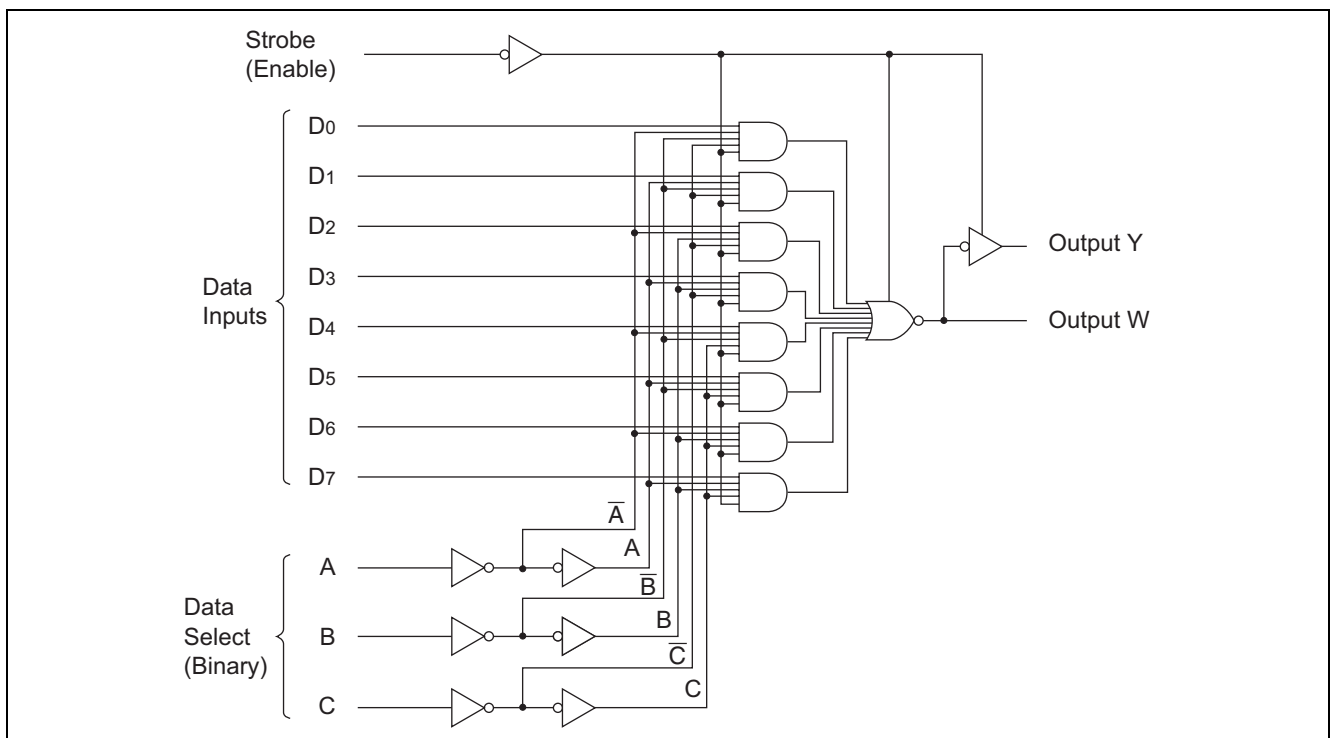 Strobe
(Enable)
D0
D1
D2
Output Y
D3
Data
Inputs
D4
Output W
D5
D6
D7
A̅
A
A
B̅
Data
Select
(Binary)
B
B
C̅
C
C